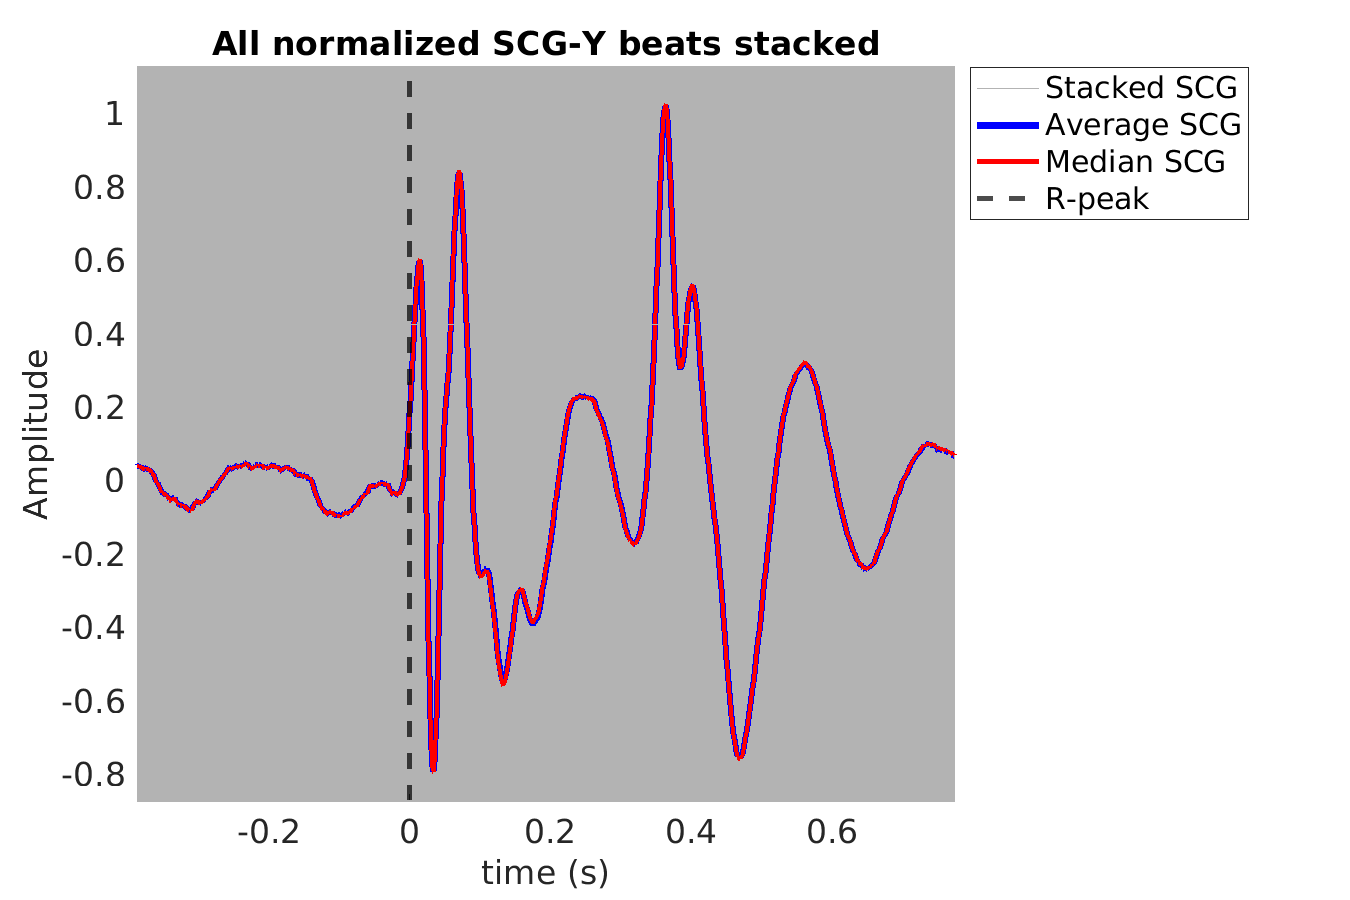 All normalized SCG-Y beats stacked
Stacked SCG
Average SCG
Median SCG
R-peak
Amplitude
1
0.8
0.6
0.4
0.2
0
-0.2
-0.4
-0.6
-0.8
-0.2 0 0.2 0.4 0.6
time (s)